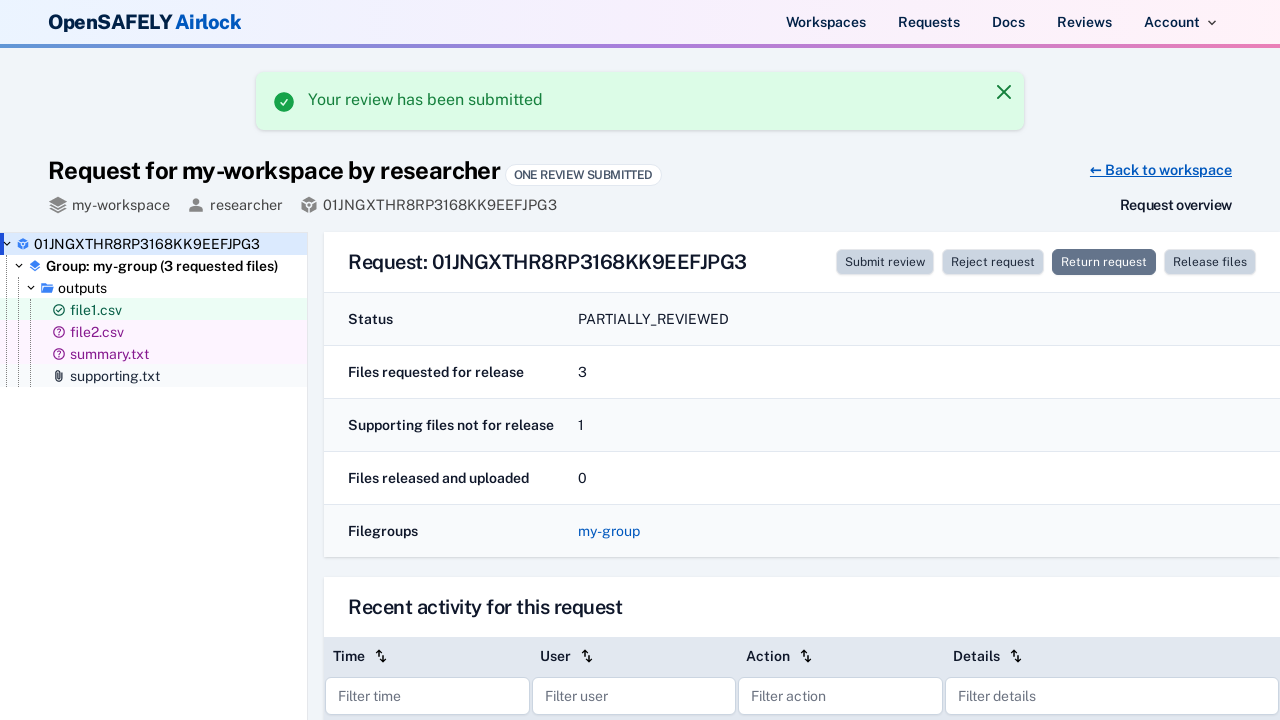 OpenSAFELY Airlock
Workspaces
Requests
Docs
Reviews
Account
Your review has been submitted
Request for my-workspace by researcher
ONE REVIEW SUBMITTED
← Back to workspace
my-workspace
researcher
01JNGXTHR8RP3168KK9EEFJPG3
Request overview
01JNGXTHR8RP3168KK9EEFJPG3
Group: my-group (3 requested files)
outputs
file1.csv
file2.csv
summary.txt
supporting.txt
Request: 01JNGXTHR8RP3168KK9EEFJPG3
Submit review
Reject request
Return request
Release files
Status PARTIALLY_REVIEWED
Files requested for release 3
Supporting files not for release 1
Files released and uploaded 0
Filegroups my-group
Recent activity for this request
Time User Action Details
Filter time Filter user Filter action Filter details